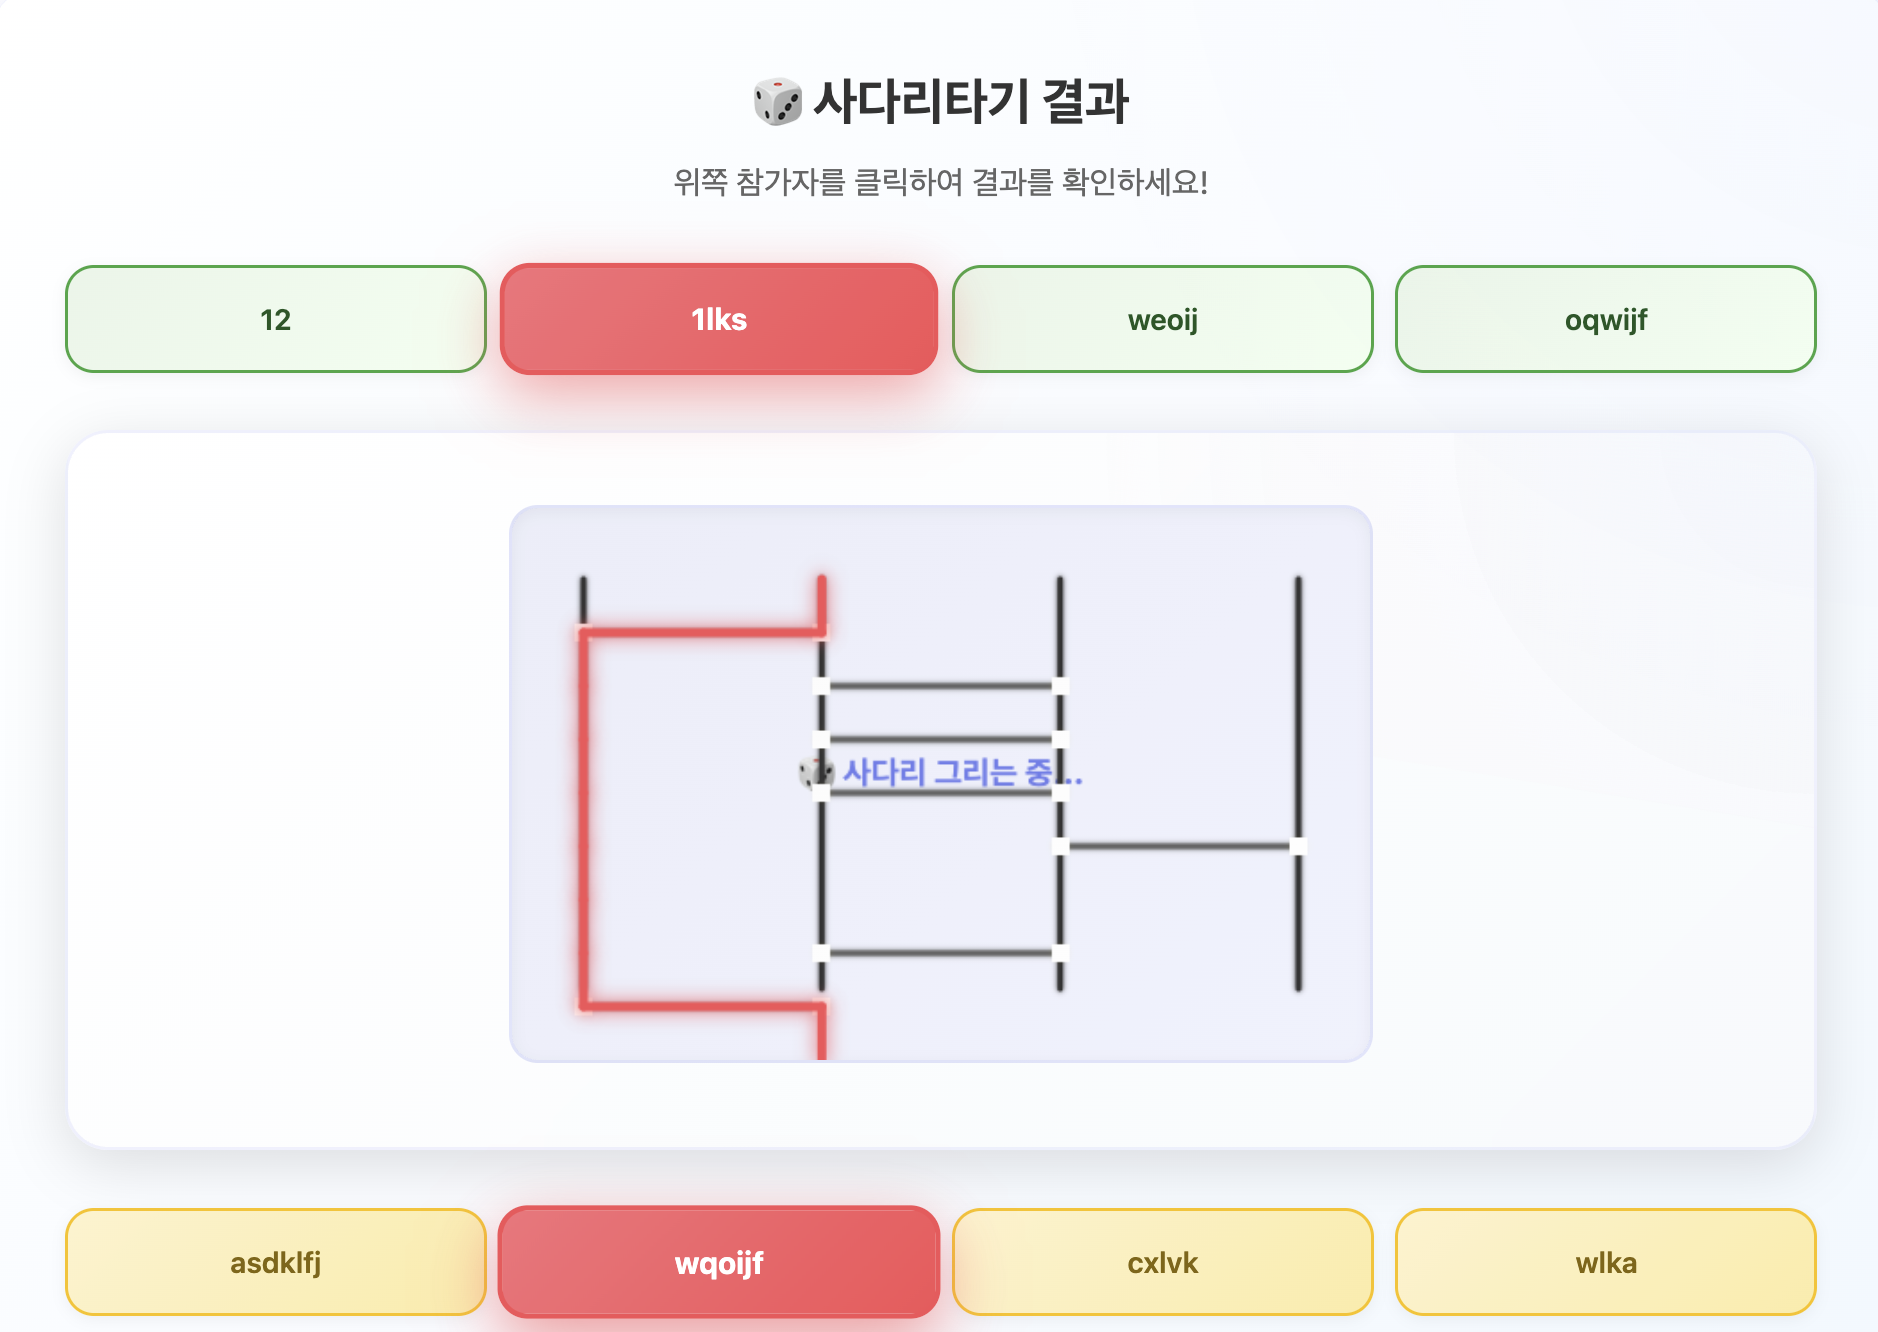 🎲 사다리타기 결과
위쪽 참가자를 클릭하여 결과를 확인하세요!
12
1lks
weoij
oqwijf
🎲 사다리 그리는 중...
asdklfj
wqoijf
cxlvk
wlka